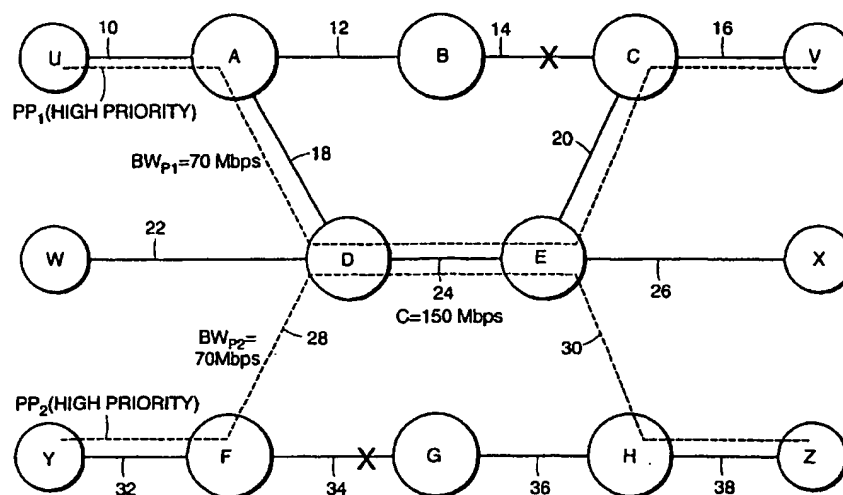 10
12
14
16
U
A
B
X
C
V
PP1(HIGH PRIORITY)
BWP1=70 Mbps
18
20
22
W
D
E
X
24
26
C=150 Mbps
BWP2=
70Mbps
28
30
PP2(HIGH PRIORITY)
Y
F
X
G
H
Z
32
34
36
38